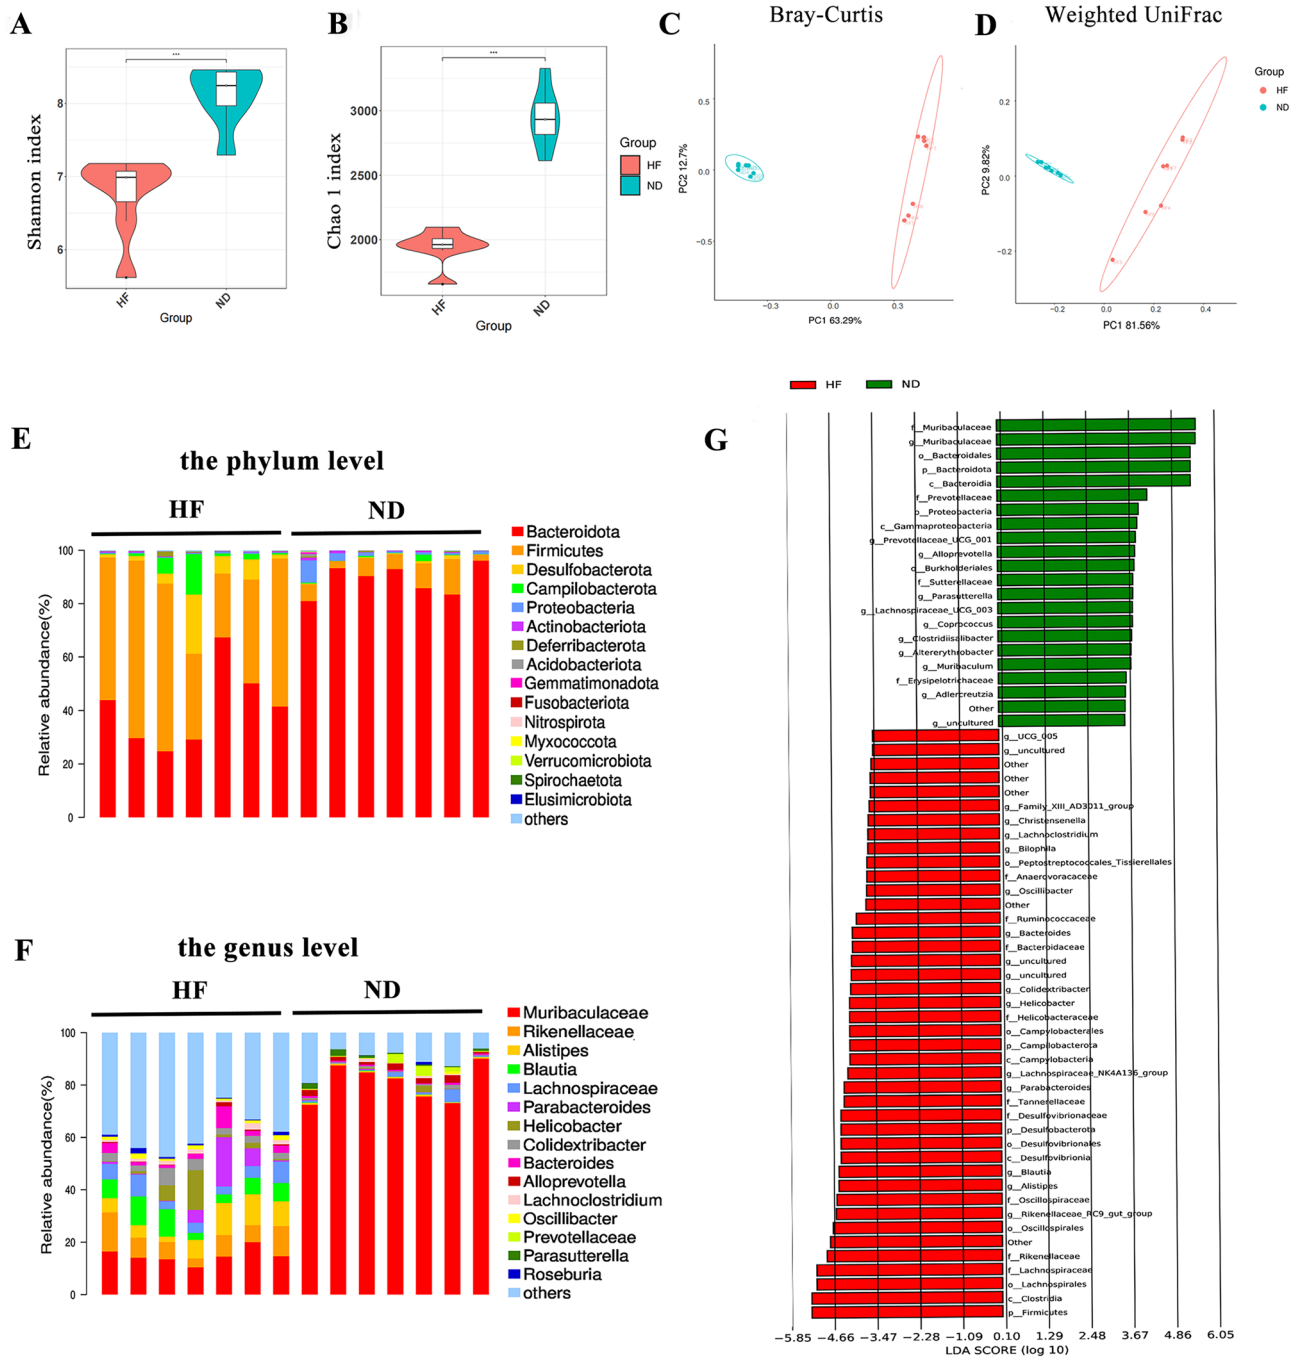 A
***
Shannon index
8
7
6
HF
ND
Group
B
***
Chao 1 index
3000
2500
2000
HF
ND
Group
Group
HF
ND
C
Bray-Curtis
PC2 12.7%
0.5
0.0
−0.5
−0.3
0.0
0.3
PC1 63.29%
D
Weighted UniFrac
PC2 9.82%
0.2
0.0
−0.2
−0.2
0.0
0.2
0.4
PC1 81.56%
Group
HF
ND
E
the phylum level
HF
ND
Relative abundance(%)
100
80
60
40
20
0
Bacteroidota
Firmicutes
Desulfobacterota
Campilobacterota
Proteobacteria
Actinobacteriota
Deferribacterota
Acidobacteriota
Gemmatimonadota
Fusobacteriota
Nitrospirota
Myxococcota
Verrucomicrobiota
Spirochaetota
Elusimicrobiota
others
F
the genus level
HF
ND
Relative abundance(%)
100
80
60
40
20
0
Muribaculaceae
Rikenellaceae
Alistipes
Blautia
Lachnospiraceae
Parabacteroides
Helicobacter
Colidextribacter
Bacteroides
Alloprevotella
Lachnoclostridium
Oscillibacter
Prevotellaceae
Parasutterella
Roseburia
others
G
HF
ND
f__Muribaculaceae
g__Muribaculaceae
o__Bacteroidales
p__Bacteroidota
c__Bacteroidia
f__Prevotellaceae
p__Proteobacteria
c__Gammaproteobacteria
g__Prevotellaceae_UCG_001
g__Alloprevotella
o__Burkholderiales
f__Sutterellaceae
g__Parasutterella
g__Lachnospiraceae_UCG_003
g__Coprococcus
g__Clostridiisalibacter
g__Altererythrobacter
g__Muribaculum
f__Erysipelotrichaceae
g__Adlercreutzia
Other
g__uncultured
g__UCG_005
g__uncultured
Other
Other
Other
g__Family_XIII_AD3011_group
g__Christensenella
g__Lachnoclostridium
g__Bilophila
o__Peptostreptococcales_Tissierellales
f__Anaerovoracaceae
g__Oscillibacter
Other
f__Ruminococcaceae
g__Bacteroides
f__Bacteroidaceae
g__uncultured
g__uncultured
g__Colidextribacter
g__Helicobacter
f__Helicobacteraceae
o__Campylobacterales
p__Campilobacterota
c__Campylobacteria
g__Lachnospiraceae_NK4A136_group
g__Parabacteroides
f__Tannerellaceae
f__Desulfovibrionaceae
p__Desulfobacterota
o__Desulfovibrionales
c__Desulfovibrionia
g__Blautia
g__Alistipes
f__Oscillospiraceae
g__Rikenellaceae_RC9_gut_group
o__Oscillospirales
Other
f__Rikenellaceae
f__Lachnospiraceae
o__Lachnospirales
c__Clostridia
p__Firmicutes
−5.85 −4.66 −3.47 −2.28 −1.09 0.10 1.29 2.48 3.67 4.86 6.05
LDA SCORE (log 10)